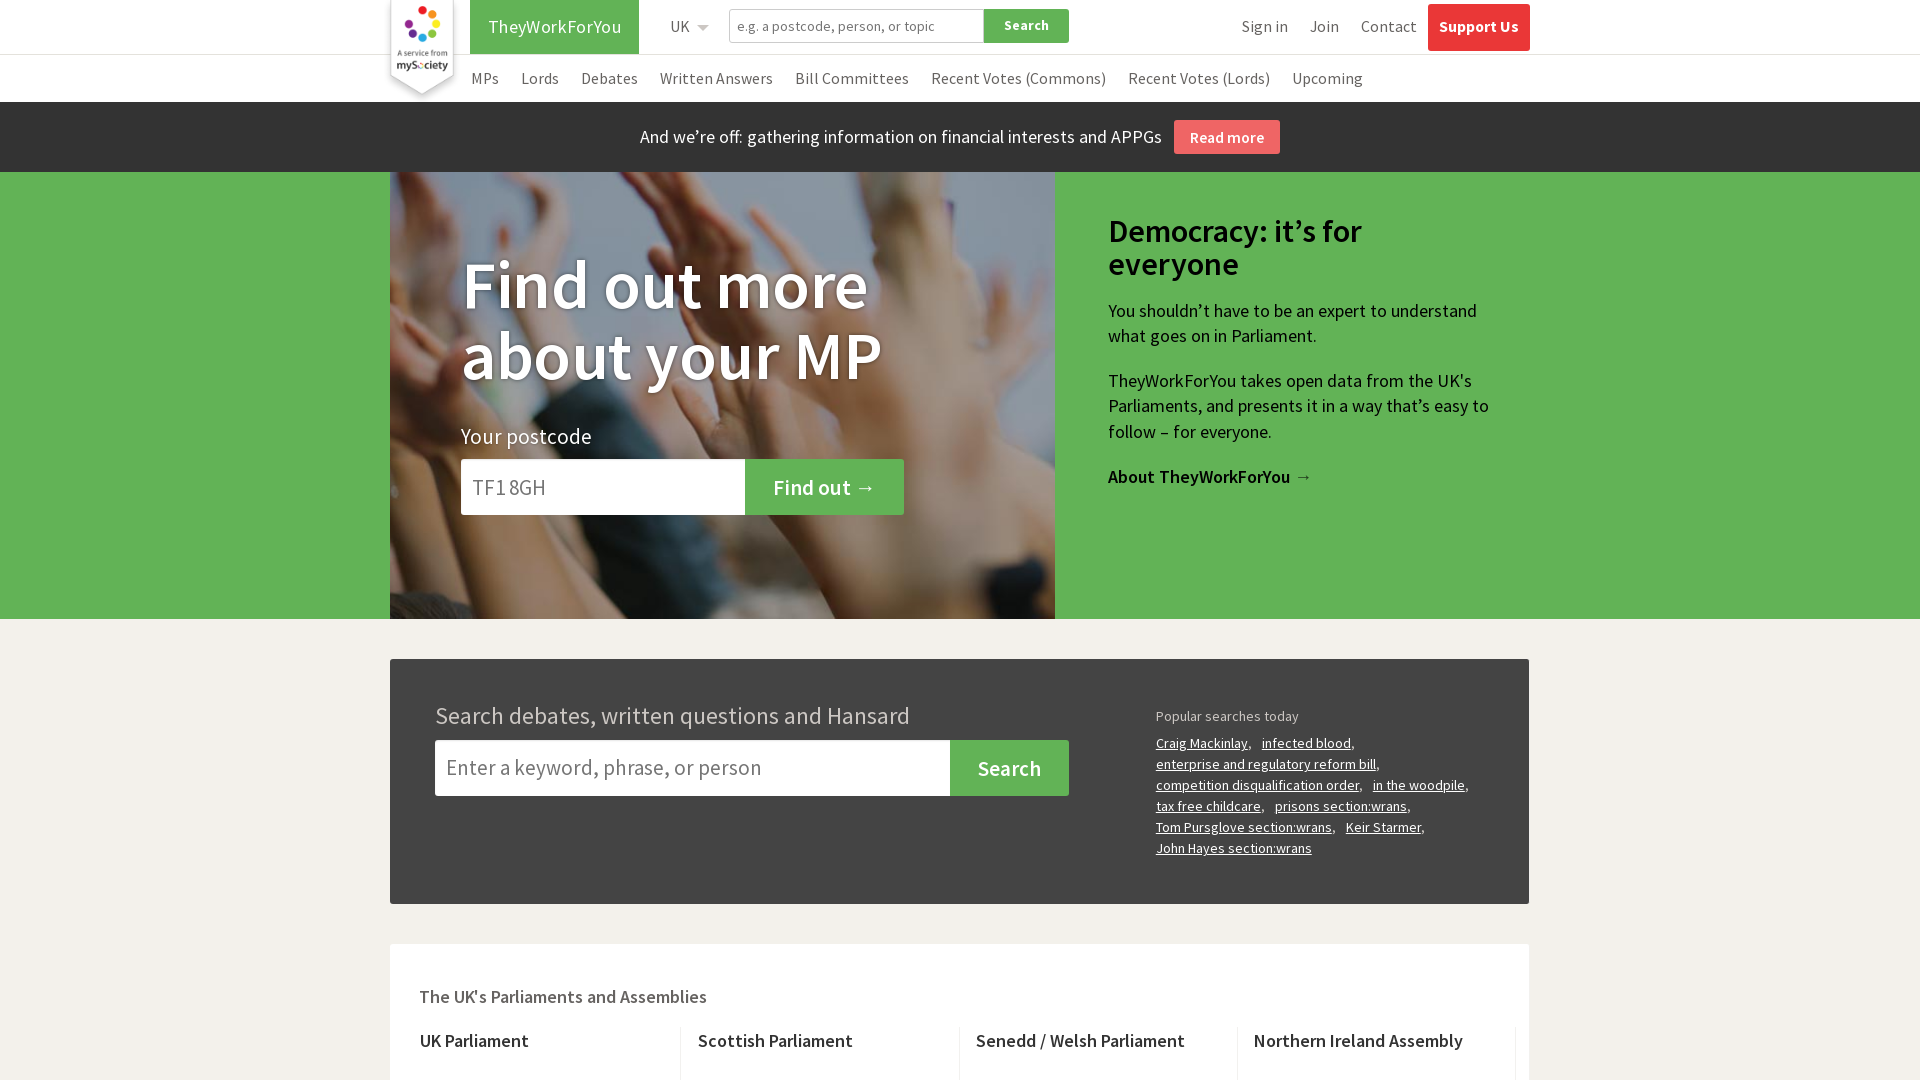 A service from
mySociety
TheyWorkForYou
UK
e.g. a postcode, person, or topic
Search
Sign in
Join
Contact
Support Us
MPs
Lords
Debates
Written Answers
Bill Committees
Recent Votes (Commons)
Recent Votes (Lords)
Upcoming
And we’re off: gathering information on financial interests and APPGs
Read more
Find out more
about your MP
Your postcode
TF1 8GH
Find out →
Democracy: it’s for
everyone
You shouldn’t have to be an expert to understand
what goes on in Parliament.
TheyWorkForYou takes open data from the UK's
Parliaments, and presents it in a way that’s easy to
follow – for everyone.
About TheyWorkForYou →
Search debates, written questions and Hansard
Enter a keyword, phrase, or person
Search
Popular searches today
Craig Mackinlay, infected blood,
enterprise and regulatory reform bill,
competition disqualification order, in the woodpile,
tax free childcare, prisons section:wrans,
Tom Pursglove section:wrans, Keir Starmer,
John Hayes section:wrans
The UK's Parliaments and Assemblies
UK Parliament
Scottish Parliament
Senedd / Welsh Parliament
Northern Ireland Assembly